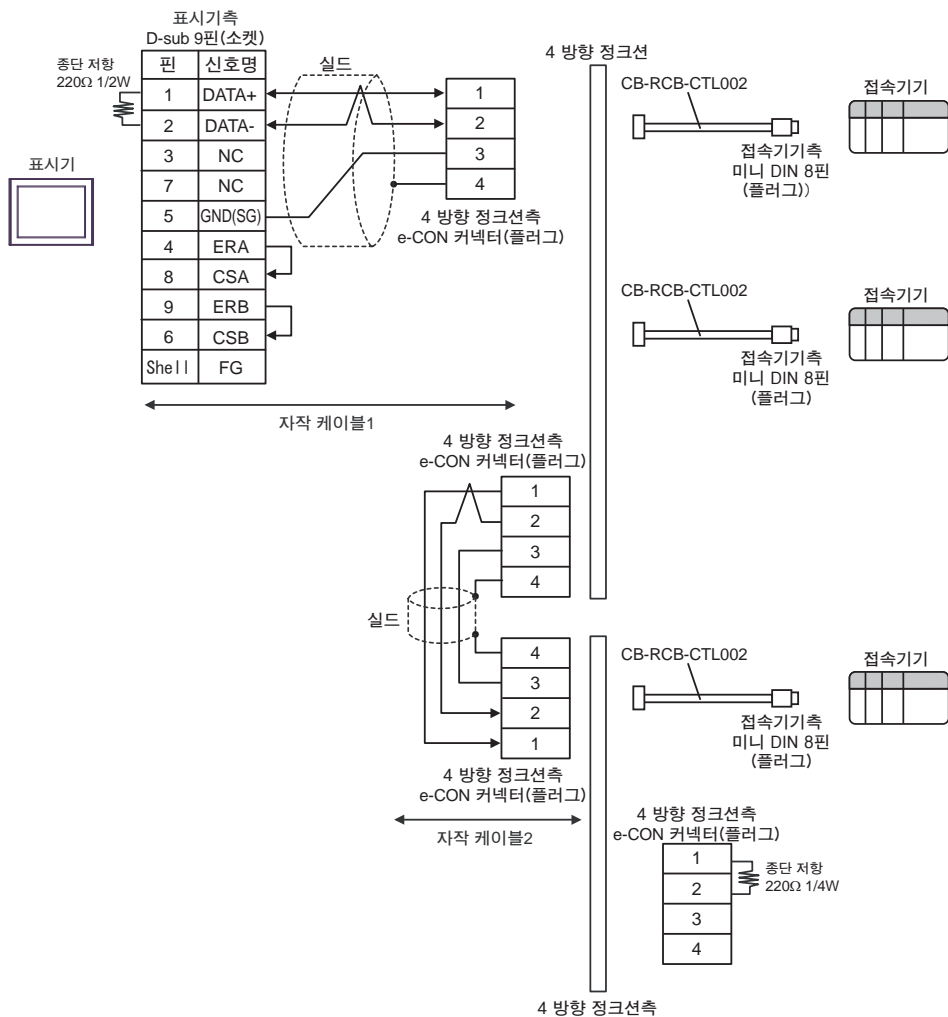 표시기측
D-sub 9핀(소켓)
종단 저항
220Ω 1/2W
핀 신호명
1 DATA+
2 DATA-
3 NC
7 NC
5 GND(SG)
4 ERA
8 CSA
9 ERB
6 CSB
Shell FG
표시기
실드
1
2
3
4
4 방향 정크션측
e-CON 커넥터(플러그)
자작 케이블1
4 방향 정크션
CB-RCB-CTL002
접속기기측
미니 DIN 8핀
(플러그))
접속기기
CB-RCB-CTL002
접속기기측
미니 DIN 8핀
(플러그)
접속기기
4 방향 정크션측
e-CON 커넥터(플러그)
1
2
3
4
실드
4
3
2
1
4 방향 정크션측
e-CON 커넥터(플러그)
자작 케이블2
CB-RCB-CTL002
접속기기측
미니 DIN 8핀
(플러그)
접속기기
4 방향 정크션측
e-CON 커넥터(플러그)
1
2
3
4
종단 저항
220Ω 1/4W
4 방향 정크션측